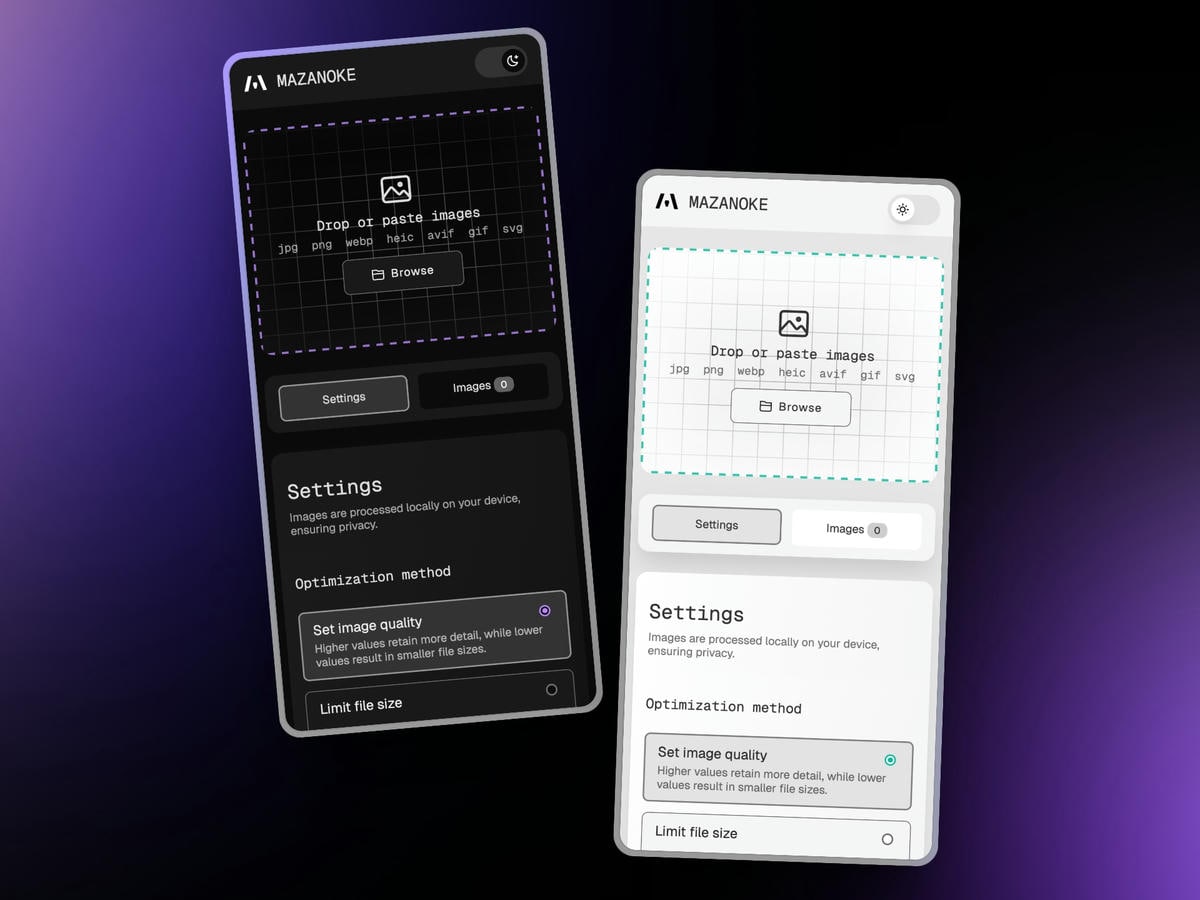 MAZANOKE
Drop or paste images
jpg png webp heic avif gif svg
Browse
Settings
Images 0
Settings
Images are processed locally on your device,
ensuring privacy.
Optimization method
Set image quality
Higher values retain more detail, while lower
values result in smaller file sizes.
Limit file size
MAZANOKE
Drop or paste images
jpg png webp heic avif gif svg
Browse
Settings
Images 0
Settings
Images are processed locally on your device,
ensuring privacy.
Optimization method
Set image quality
Higher values retain more detail, while lower
values result in smaller file sizes.
Limit file size